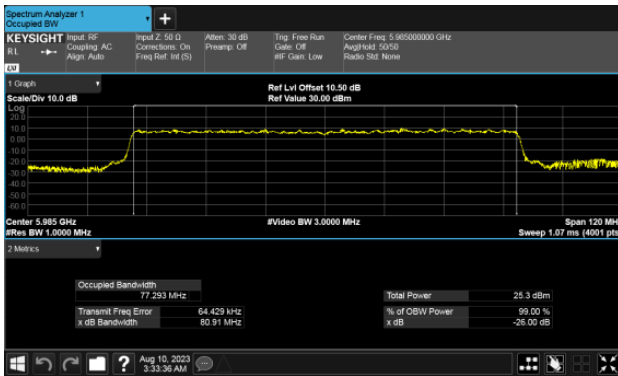 Spectrum Analyzer 1
Occupied BW
KEYSIGHT
R L
LXI
Input: RF
Coupling: AC
Align: Auto
Input Z: 50 Ω
Corrections: On
Freq Ref: Int (S)
Atten: 30 dB
Preamp: Off
Trig: Free Run
Gate: Off
#IF Gain: Low
Center Freq: 5.985000000 GHz
Avg|Hold: 50/50
Radio Std: None
1 Graph
Scale/Div 10.0 dB
Ref Lvl Offset 10.50 dB
Ref Value 30.00 dBm
Log
20.0
10.0
0.00
-10.0
-20.0
-30.0
-40.0
-50.0
-60.0
Center 5.985 GHz
#Res BW 1.0000 MHz
#Video BW 3.0000 MHz
Span 120 MH
Sweep 1.07 ms (4001 pts
2 Metrics
Occupied Bandwidth
77.293 MHz
Transmit Freq Error 64.429 kHz
x dB Bandwidth 80.91 MHz
Total Power 25.3 dBm
% of OBW Power 99.00 %
x dB -26.00 dB
?
Aug 10, 2023
3:33:36 AM